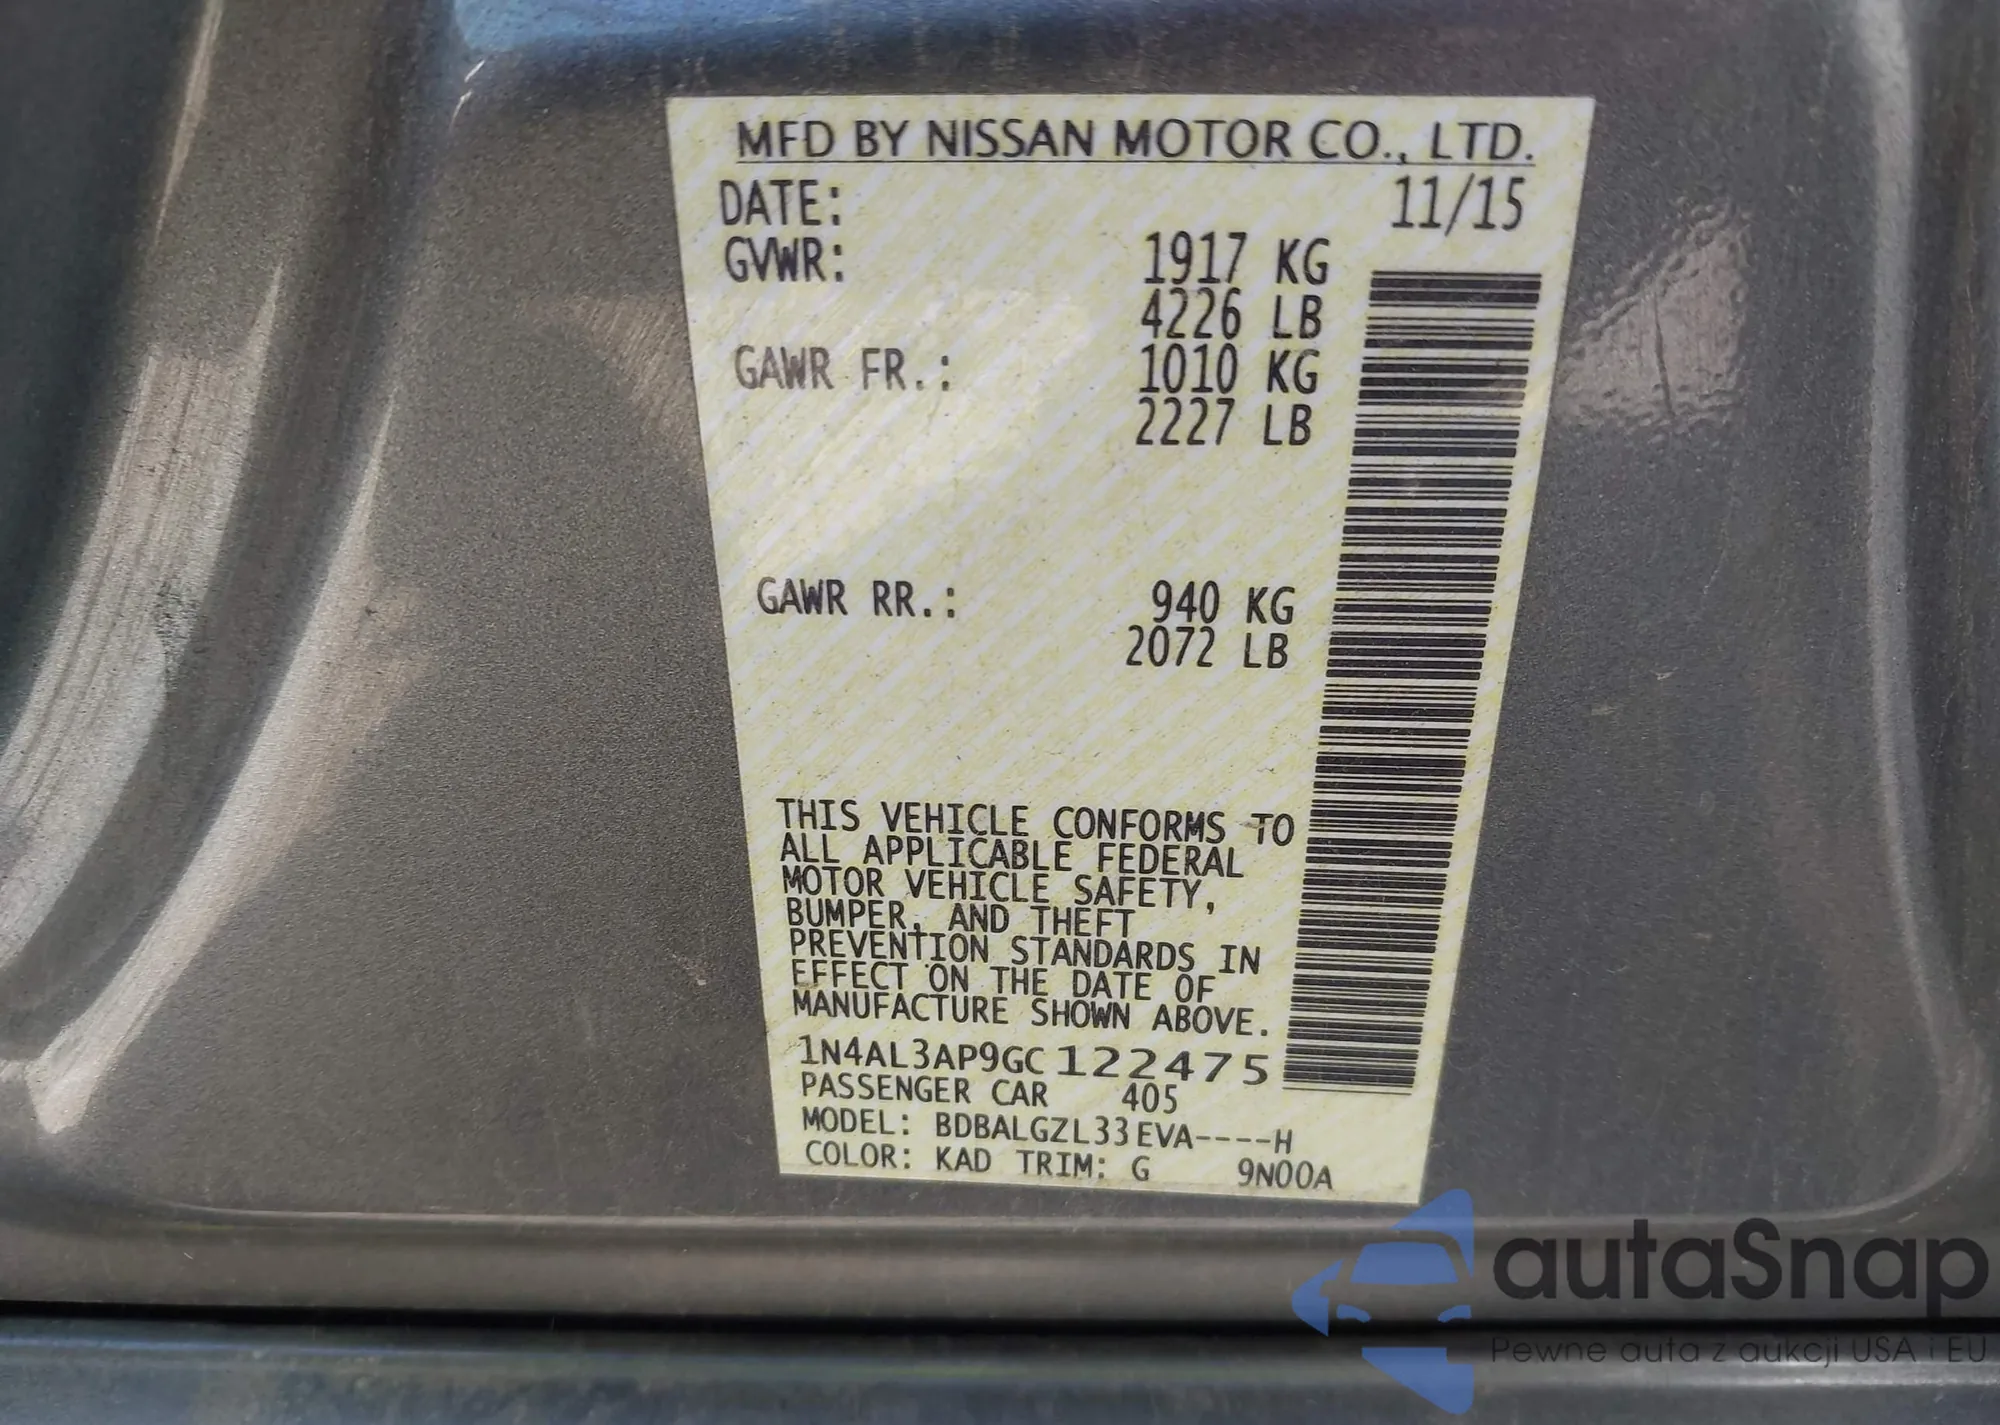 MFD BY NISSAN MOTOR CO., LTD.
DATE: 11/15
GVWR: 1917 KG
4226 LB
GAWR FR.: 1010 KG
2227 LB
GAWR RR.: 940 KG
2072 LB
THIS VEHICLE CONFORMS TO
ALL APPLICABLE FEDERAL
MOTOR VEHICLE SAFETY,
BUMPER, AND THEFT
PREVENTION STANDARDS IN
EFFECT ON THE DATE OF
MANUFACTURE SHOWN ABOVE.
1N4AL3AP9GC122475
PASSENGER CAR 405
MODEL: BDBALGZL33EVA----H
COLOR: KAD TRIM: G 9N00A
autaSnap
Pewne auta z aukcji USA i EU